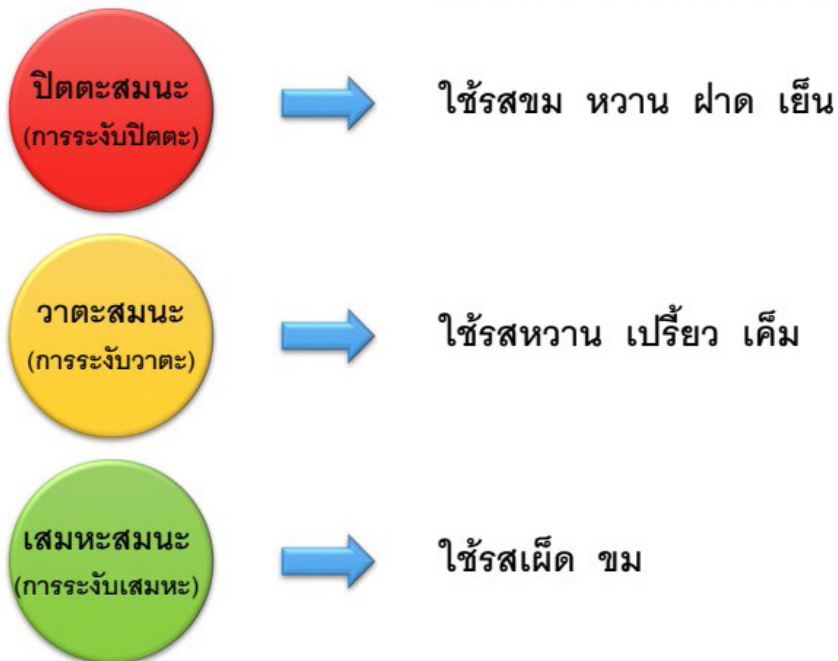 ปิตตะสมนะ
(การระงับปิตตะ)
ใช้รสขม หวาน ฝาด เย็น
วาตะสมนะ
(การระงับวาตะ)
ใช้รสหวาน เปรี้ยว เค็ม
เสมหะสมนะ
(การระงับเสมหะ)
ใช้รสเผ็ด ขม